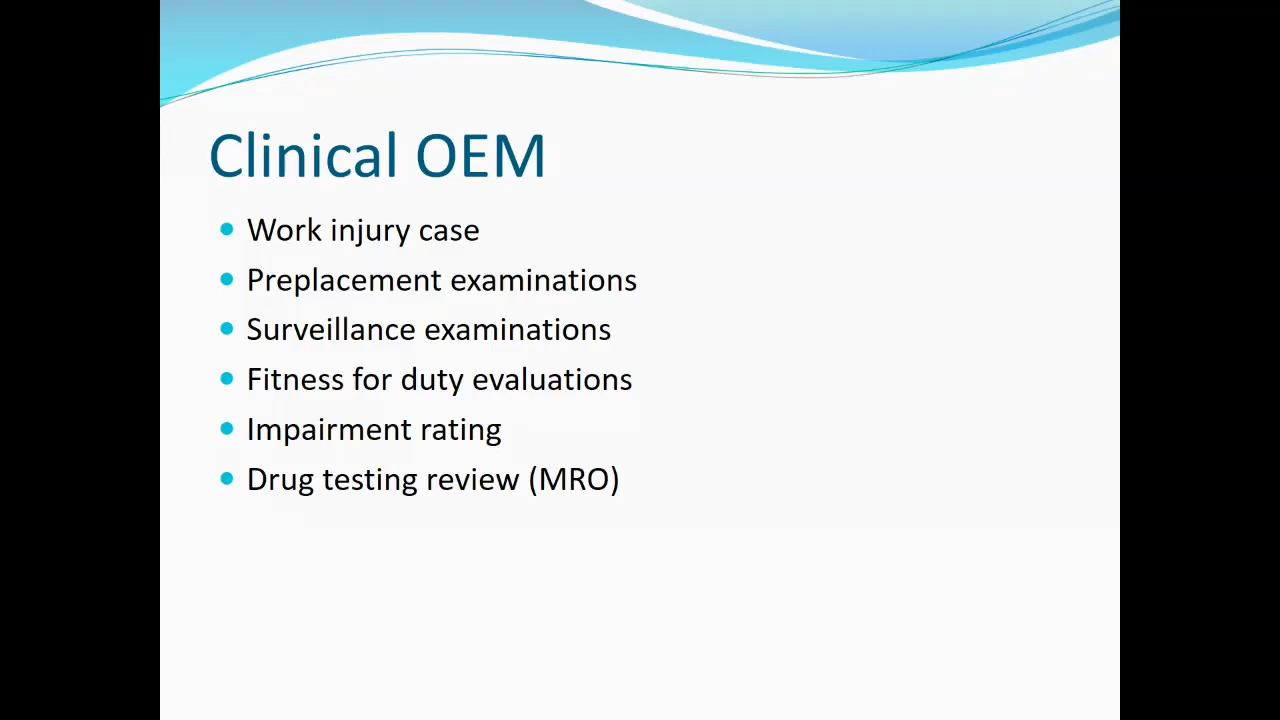 Clinical OEM
Work injury case
Preplacement examinations
Surveillance examinations
Fitness for duty evaluations
Impairment rating
Drug testing review (MRO)